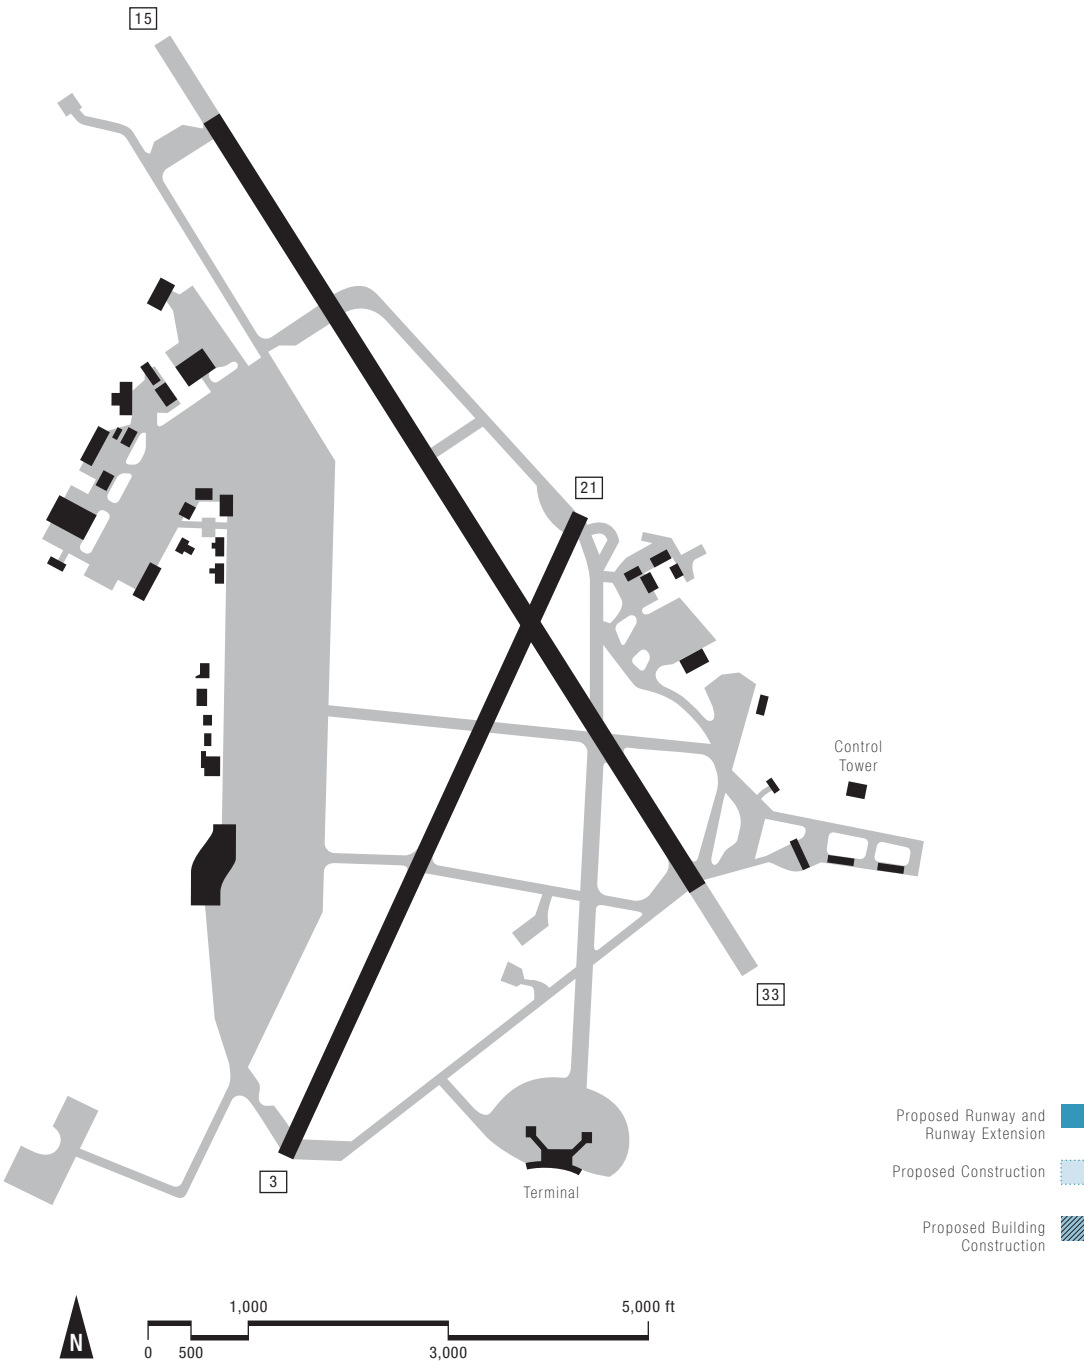 15
21
Control
Tower
33
Proposed Runway and
Runway Extension
Proposed Construction
3
Terminal
Proposed Building
Construction
1,000
5,000 ft
N
0
500
3,000